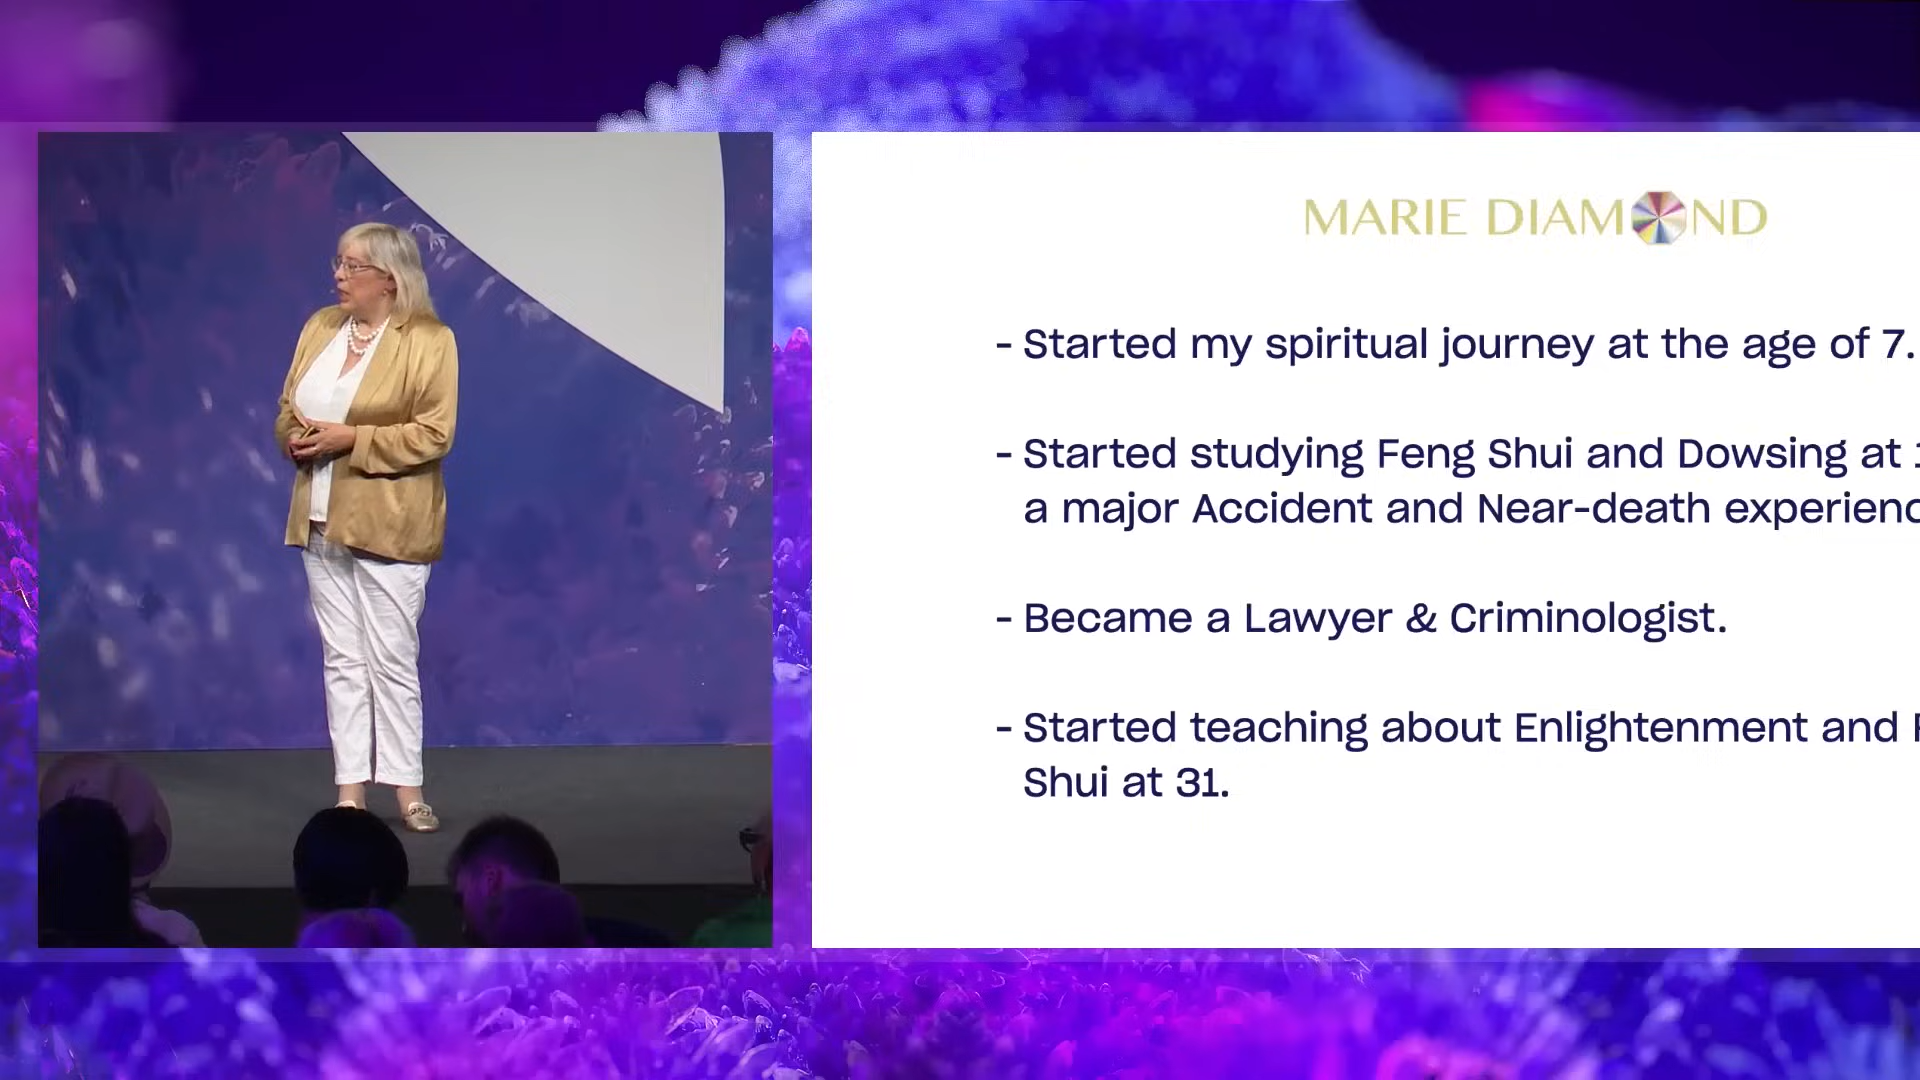 MARIE DIAMOND
- Started my spiritual journey at the age of 7.
- Started studying Feng Shui and Dowsing at
a major Accident and Near-death
- Became a Lawyer & Criminologist.
- Started teaching about Enlightenment and
Shui at 31.